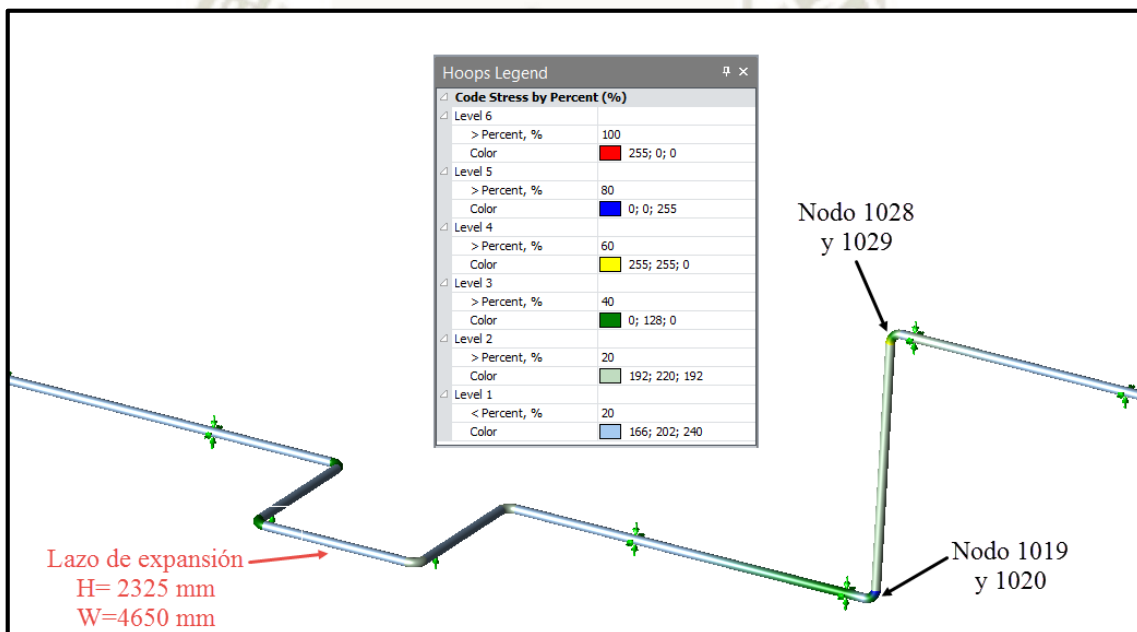 Hoops Legend
Code Stress by Percent (%)
Level 6
> Percent, % 100
Color 255; 0; 0
Level 5
> Percent, % 80
Color 0; 0; 255
Level 4
> Percent, % 60
Color 255; 255; 0
Level 3
> Percent, % 40
Color 0; 128; 0
Level 2
> Percent, % 20
Color 192; 220; 192
Level 1
< Percent, % 20
Color 166; 202; 240
Nodo 1028
y 1029
Lazo de expansión
H= 2325 mm
W=4650 mm
Nodo 1019
y 1020